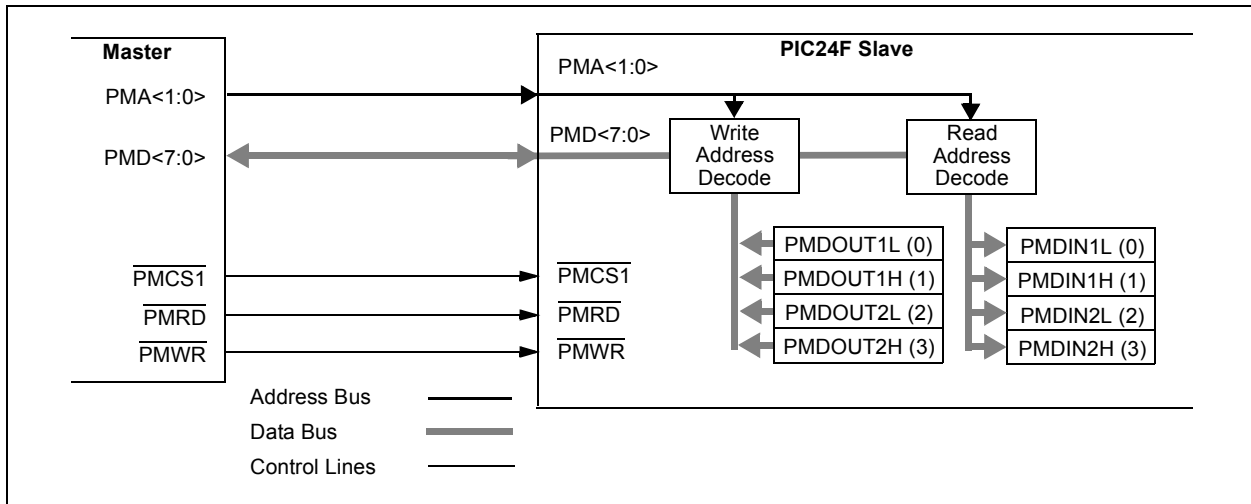 Master
PIC24F Slave
PMA<1:0>
PMA<1:0>
PMD<7:0>
PMD<7:0>
Write
Address
Decode
Read
Address
Decode
PMDOUT1L (0)
PMDOUT1H (1)
PMDOUT2L (2)
PMDOUT2H (3)
PMDIN1L (0)
PMDIN1H (1)
PMDIN2L (2)
PMDIN2H (3)
PMCS1
PMCS1
PMRD
PMRD
PMWR
PMWR
Address Bus
Data Bus
Control Lines